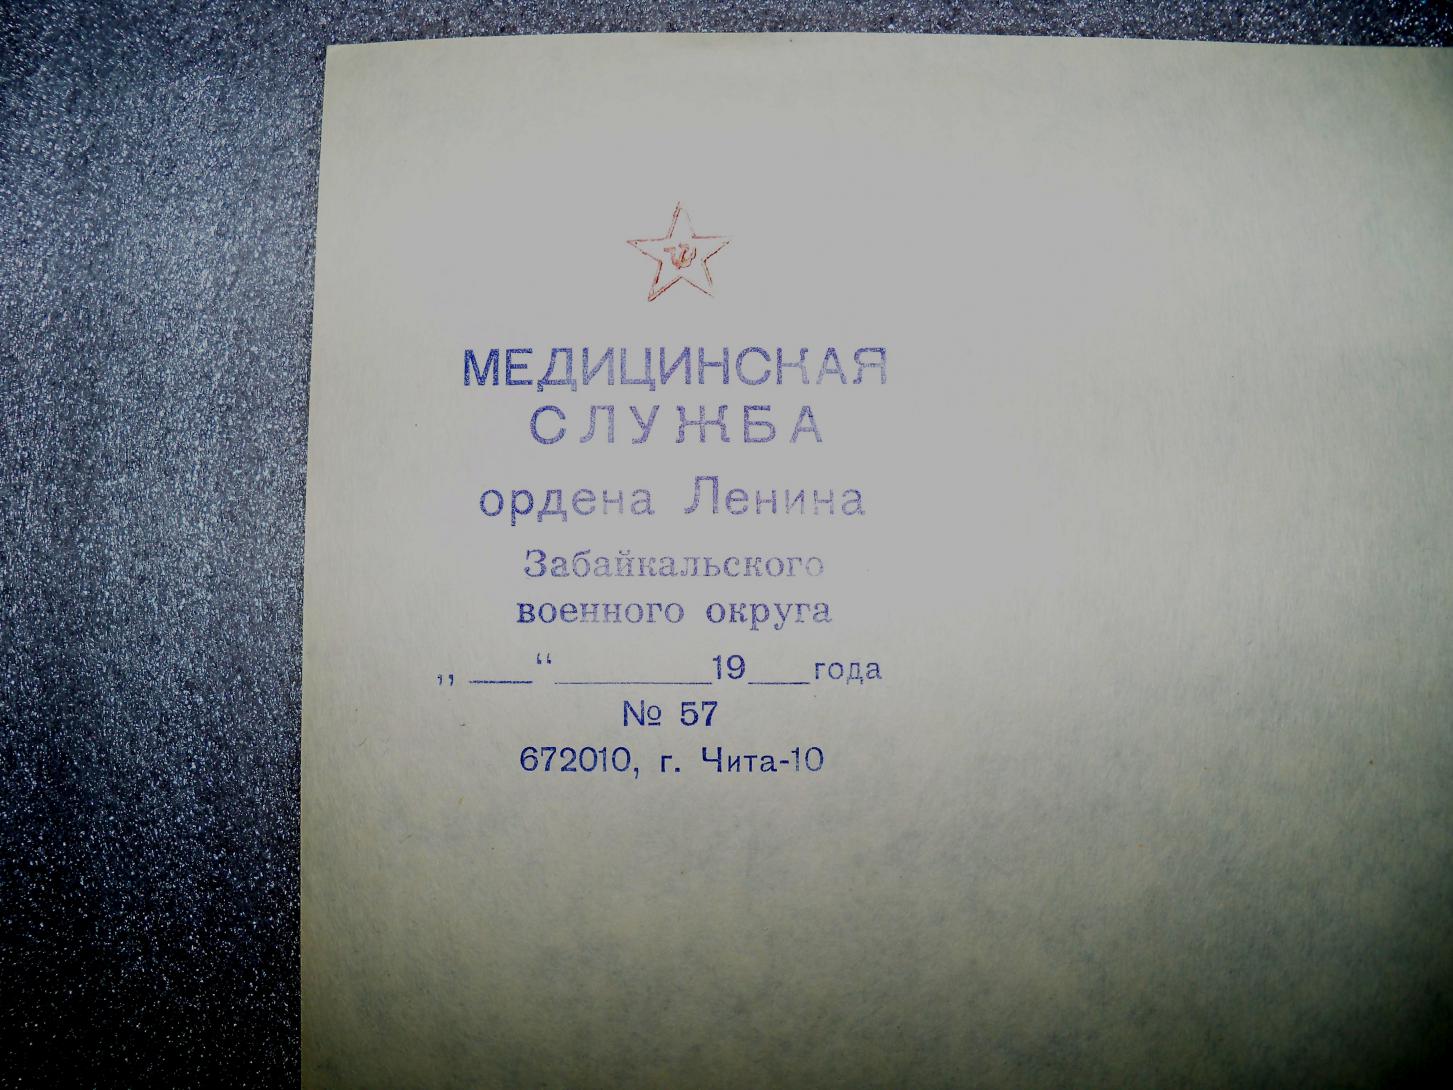 МЕДИЦИНСКАЯ
СЛУЖБА
ордена Ленина
Забайкальского
военного округа
„ ___“ ________19___года
№ 57
672010, г. Чита-10